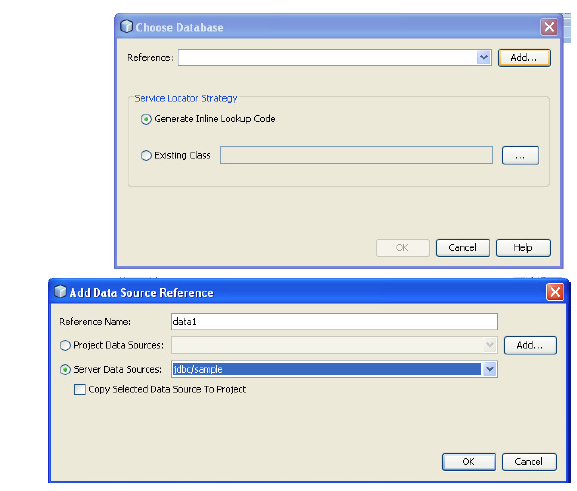 Choose Database
Reference: Add...
Service Locator Strategy
Generate Inline Lookup Code
Existing Class ...
OK Cancel Help
Add Data Source Reference
Reference Name: data1
Project Data Sources: Add...
Server Data Sources: jdbc/sample
Copy Selected Data Source To Project
OK Cancel